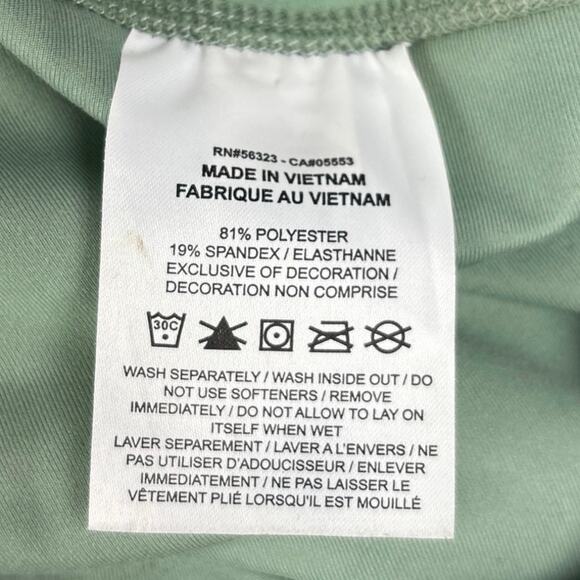 RN#56323 - CA#05553
MADE IN VIETNAM
FABRIQUE AU VIETNAM
81% POLYESTER
19% SPANDEX / ELASTHANNE
EXCLUSIVE OF DECORATION /
DECORATION NON COMPRISE
30C
WASH SEPARATELY / WASH INSIDE OUT / DO
NOT USE SOFTENERS / REMOVE
IMMEDIATELY / DO NOT ALLOW TO LAY ON
ITSELF WHEN WET
LAVER SEPAREMENT / LAVER A L'ENVERS / NE
PAS UTILISER D'ADOUCISSEUR / ENLEVER
IMMEDIATEMENT / NE PAS LAISSER LE
VÊTEMENT PLIÉ LORSQU'IL EST MOUILLÉ